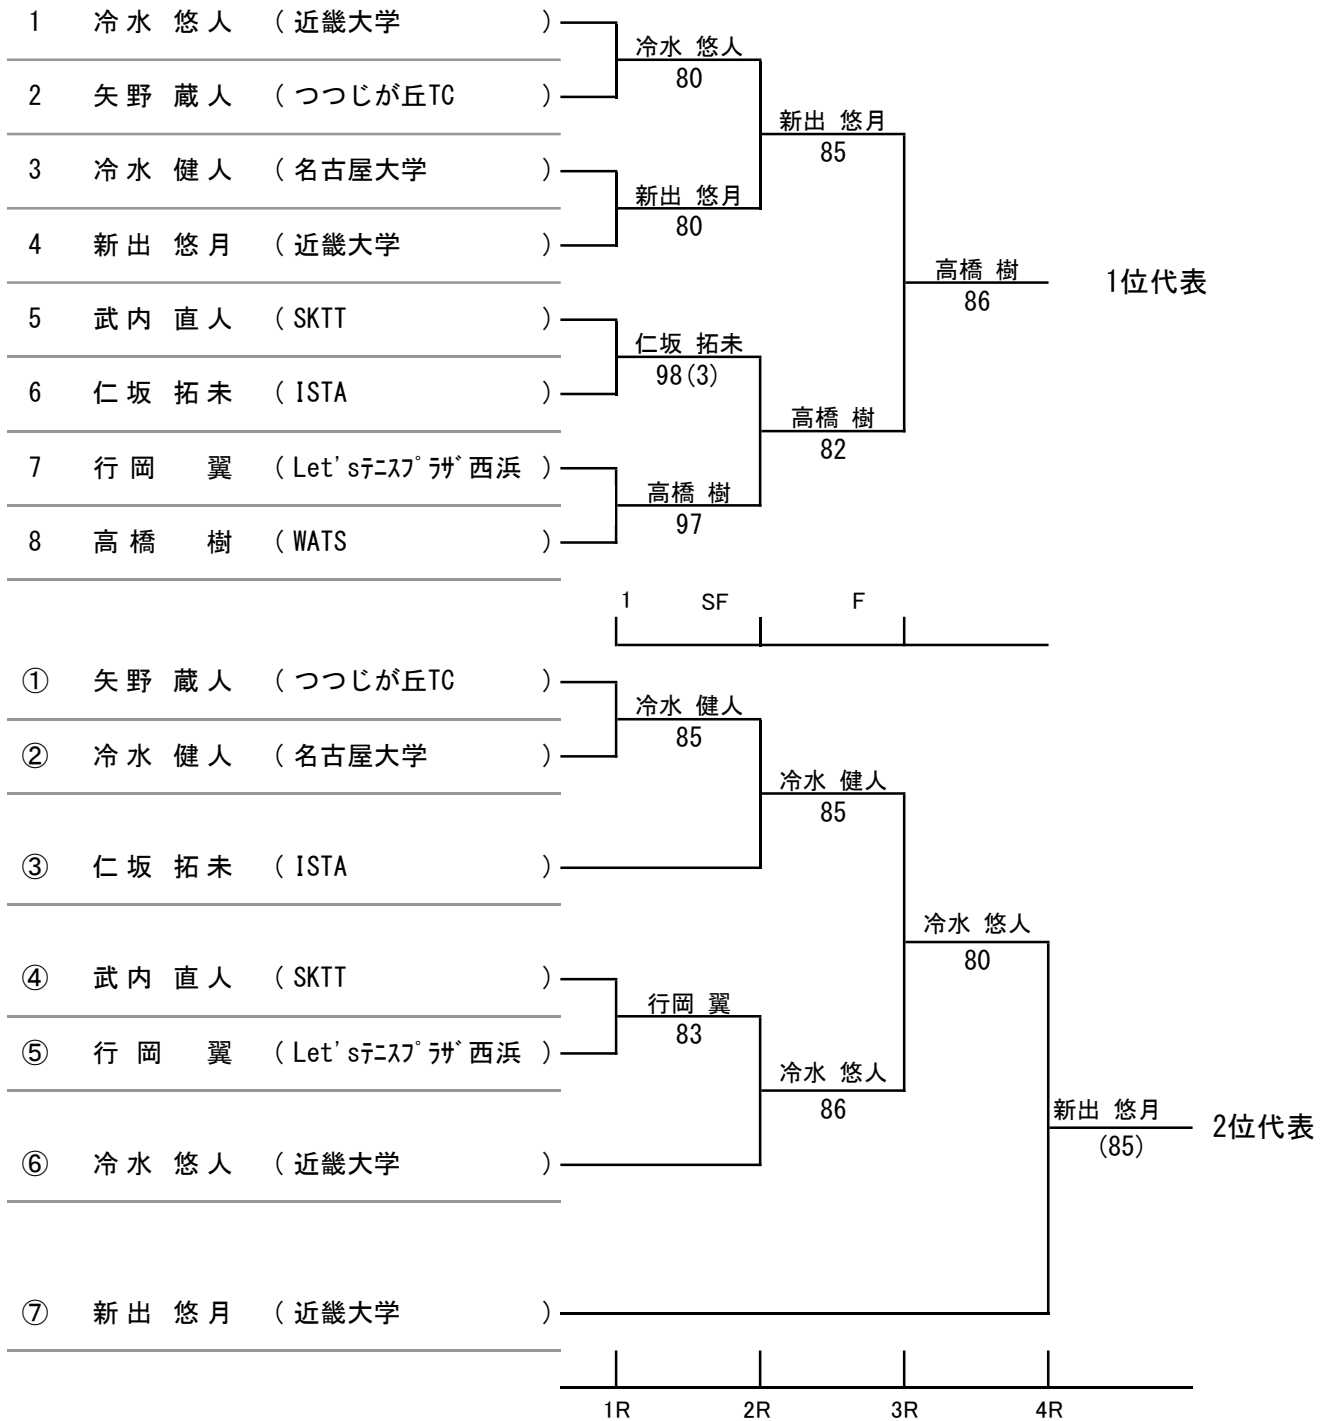 1 冷水 悠人 (近畿大学)
冷水 悠人
80
2 矢野 蔵人 (つつじが丘TC)
新出 悠月
85
3 冷水 健人 (名古屋大学)
新出 悠月
80
4 新出 悠月 (近畿大学)
高橋 樹
86
1位代表
5 武内 直人 (SKTT)
仁坂 拓未
98(3)
6 仁坂 拓未 (ISTA)
高橋 樹
82
7 行岡 翼 (Let'sﾃﾆｽﾌﾟﾗｻﾞ西浜)
高橋 樹
97
8 高橋 樹 (WATS)
1 SF F
① 矢野 蔵人 (つつじが丘TC)
冷水 健人
85
② 冷水 健人 (名古屋大学)
冷水 健人
85
③ 仁坂 拓未 (ISTA)
冷水 悠人
80
④ 武内 直人 (SKTT)
行岡 翼
83
⑤ 行岡 翼 (Let'sﾃﾆｽﾌﾟﾗｻﾞ西浜)
冷水 悠人
86
新出 悠月
(85)
2位代表
⑥ 冷水 悠人 (近畿大学)
⑦ 新出 悠月 (近畿大学)
1R 2R 3R 4R